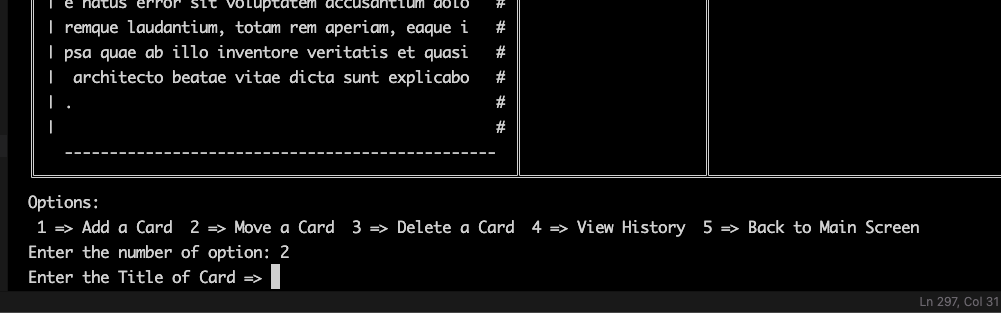 | e natus error sit voluptatem accusantium dolo #
| remque laudantium, totam rem aperiam, eaque i #
| psa quae ab illo inventore veritatis et quasi #
| architecto beatae vitae dicta sunt explicabo #
| . #
| #
------------------------------------------------
Options:
1 => Add a Card 2 => Move a Card 3 => Delete a Card 4 => View History 5 => Back to Main Screen
Enter the number of option: 2
Enter the Title of Card =>
Ln 297, Col 31